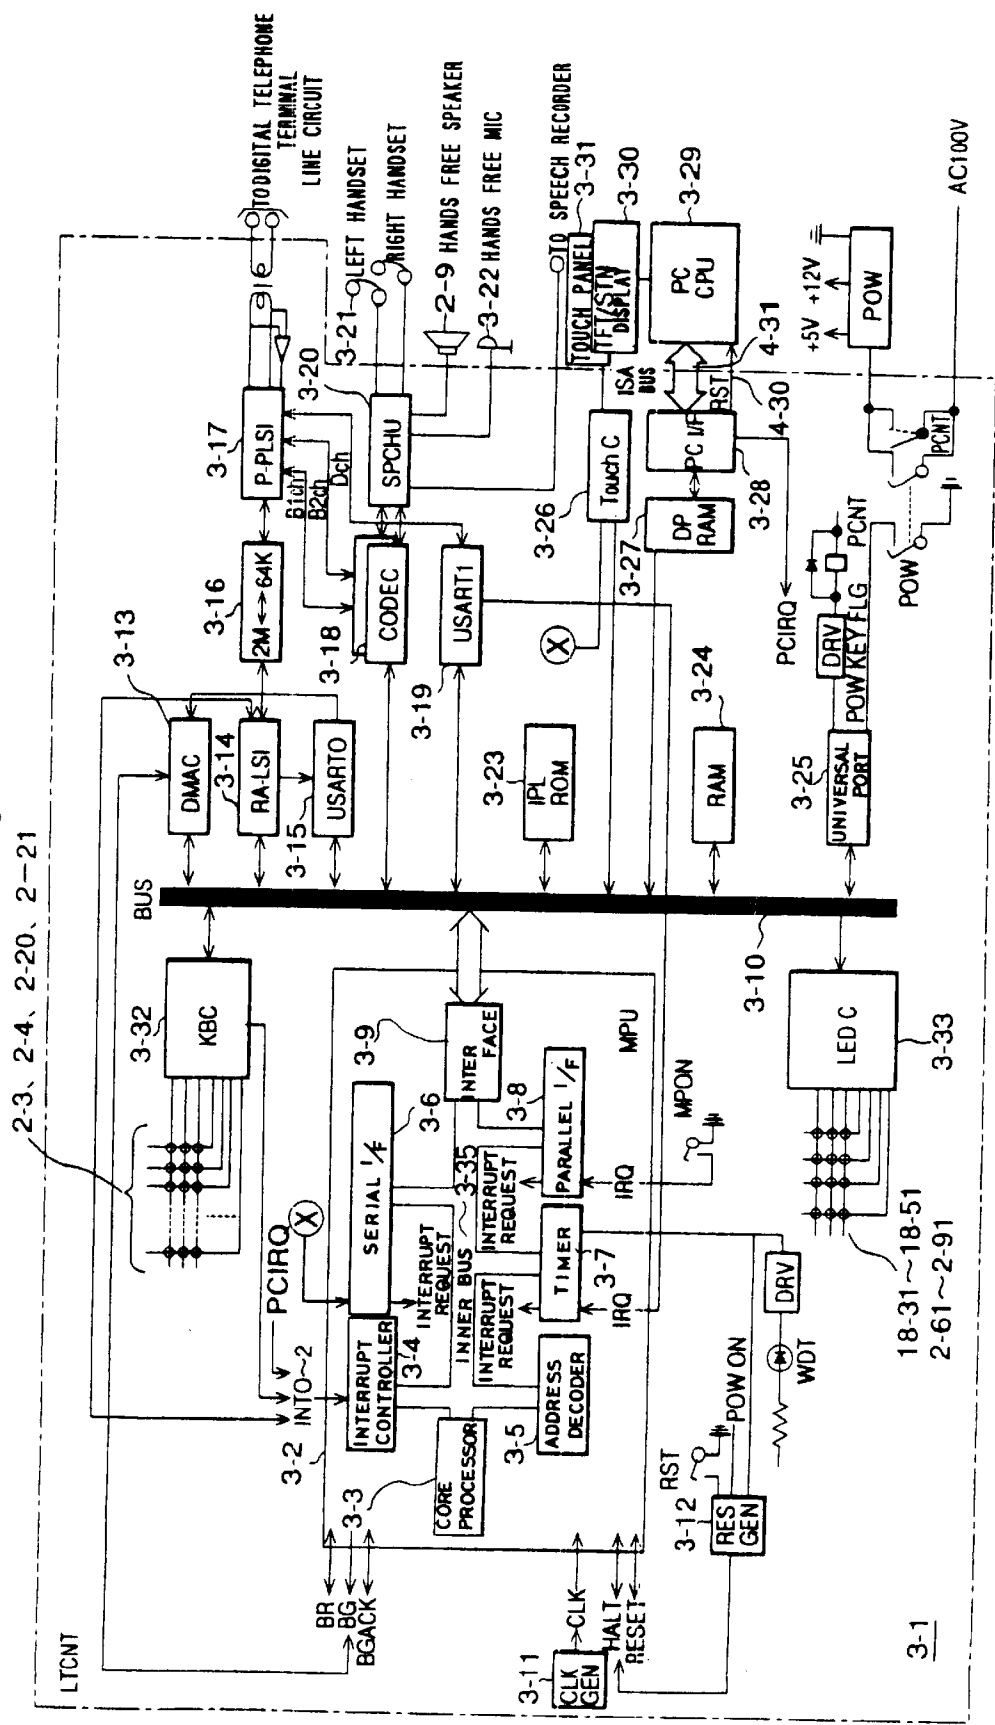 LTCNT
3-1
2-3、2-4、2-20、2-21
3-32
KBC
BUS
3-13
DMAC
3-14
RA-LSI
3-15
USART0
3-16
2M↔64K
3-17
P-PLSI
TO DIGITAL TELEPHONE
TERMINAL
LINE CIRCUIT
B1ch
B2ch
Dch
3-18
CODEC
3-20
SPCHU
3-21
LEFT HANDSET
RIGHT HANDSET
2-9 HANDS FREE SPEAKER
3-22 HANDS FREE MIC
TO SPEECH RECORDER
3-19
USART1
PCIRQ
X
INT0~2
3-2
BR
BG
BGACK
INTERRUPT
CONTROLLER
3-4
SERIAL I/F
3-6
INTERRUPT
REQUEST
3-9
INTER
FACE
3-3
CORE
PROCESSOR
INNER BUS
3-35
INTERRUPT
REQUEST
INTERRUPT
REQUEST
3-5
ADDRESS
DECODER
TIMER
3-7
IRQ
3-8
PARALLEL I/F
IRQ
MPU
MPON
3-11
CLK
GEN
CLK
HALT
RESET
3-12
RES
GEN
RST
POW ON
WDT
DRV
3-10
LED C
3-33
18-31~18-51
2-61~2-91
3-23
IPL
ROM
X
3-24
RAM
3-25
UNIVERSAL
PORT
3-26
Touch C
3-27
DP
RAM
PC I/F
3-28
PCIRQ
ISA
BUS
RST
4-30
4-31
TOUCH PANEL
3-31
TFT/STN
DISPLAY
3-30
PC
CPU
3-29
DRV
POW KEY FLG
PCNT
POW
PCNT
+5V
+12V
POW
AC100V